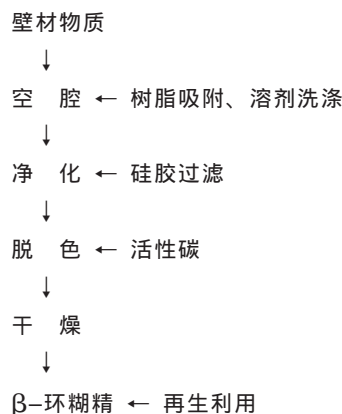 壁材物质
↓
空 腔 ← 树脂吸附、溶剂洗涤
↓
净 化 ← 硅胶过滤
↓
脱 色 ← 活性碳
↓
干 燥
↓
β–环糊精 ← 再生利用